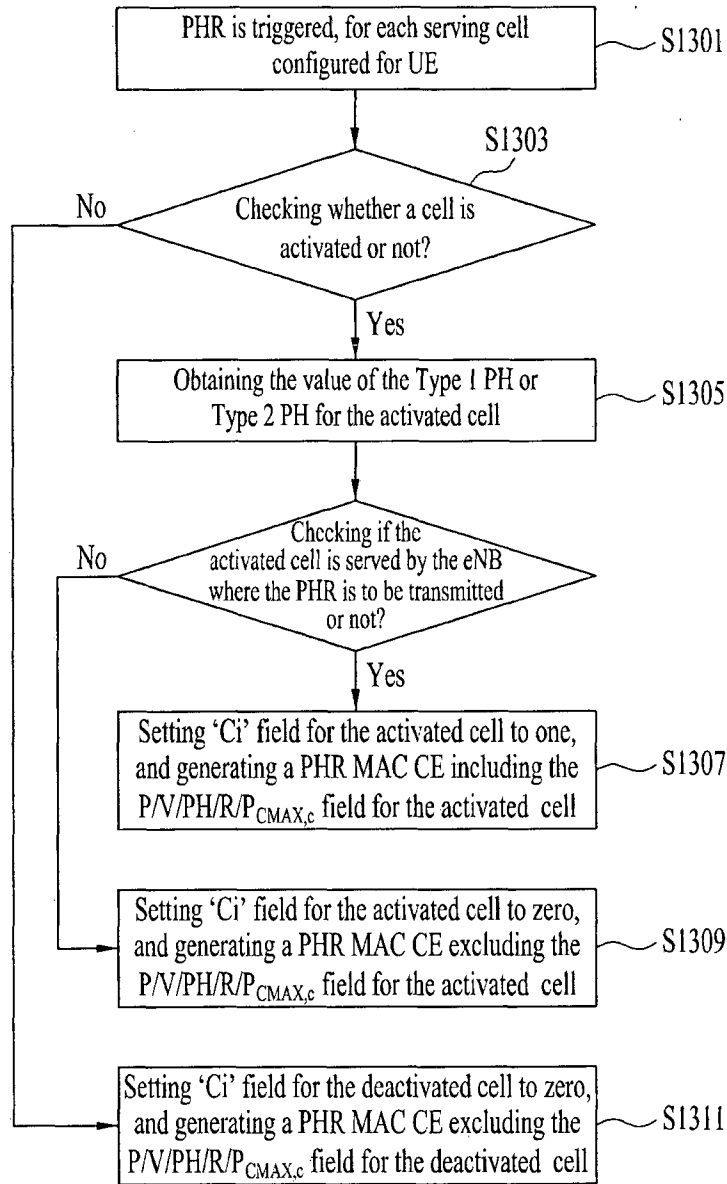 PHR is triggered, for each serving cell
configured for UE
S1301
S1303
No
Checking whether a cell is
activated or not?
Yes
Obtaining the value of the Type 1 PH or
Type 2 PH for the activated cell
S1305
No
Checking if the
activated cell is served by the eNB
where the PHR is to be transmitted
or not?
Yes
Setting ‘Ci’ field for the activated cell to one,
and generating a PHR MAC CE including the
P/V/PH/R/PCMAX,c field for the activated cell
S1307
Setting ‘Ci’ field for the activated cell to zero,
and generating a PHR MAC CE excluding the
P/V/PH/R/PCMAX,c field for the activated cell
S1309
Setting ‘Ci’ field for the deactivated cell to zero,
and generating a PHR MAC CE excluding the
P/V/PH/R/PCMAX,c field for the deactivated cell
S1311